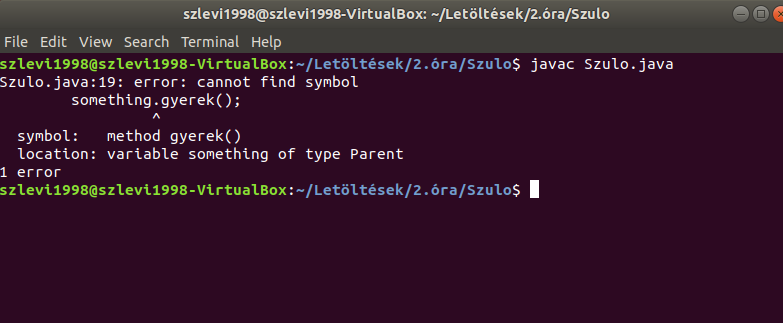 szlevi1998@szlevi1998-VirtualBox: ~/Letöltések/2.óra/Szulo
File Edit View Search Terminal Help
szlevi1998@szlevi1998-VirtualBox:~/Letöltések/2.óra/Szulo$ javac Szulo.java
Szulo.java:19: error: cannot find symbol
        something.gyerek();
                 ^
  symbol:   method gyerek()
  location: variable something of type Parent
1 error
szlevi1998@szlevi1998-VirtualBox:~/Letöltések/2.óra/Szulo$